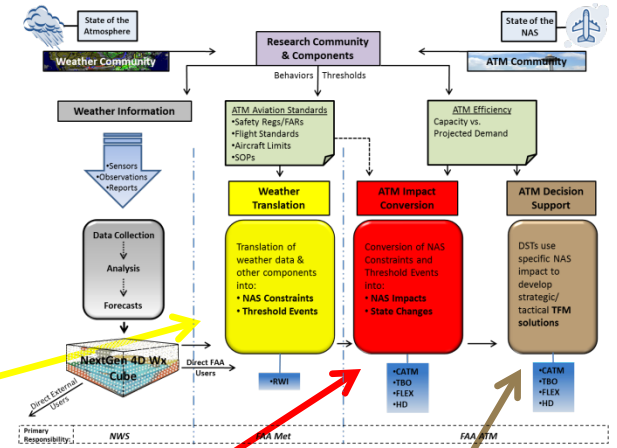 State of the
Atmosphere
State of the
NAS
Research Community
& Components
Weather Community
ATM Community
Behaviors
Thresholds
Weather Information
ATM Aviation Standards
•Safety Regs/FARs
•Flight Standards
•Aircraft Limits
•SOPs
ATM Efficiency
Capacity vs.
Projected Demand
•Sensors
•Observations
•Reports
Weather
Translation
ATM Impact
Conversion
ATM Decision
Support
Data Collection
Analysis
Forecasts
Translation of
weather data &
other components
into:
• NAS Constraints
• Threshold Events
Conversion of NAS
Constraints and
Threshold Events
into:
• NAS Impacts
• State Changes
DSTs use
specific NAS
impact to
develop
strategic/
tactical TFM
solutions
NextGen 4D Wx
Cube
Direct FAA
Users
Direct External
Users
•RWI
•CATM
•TBO
•FLEX
•HD
•CATM
•TBO
•FLEX
•HD
Primary
Responsibility:
NWS
FAA Met
FAA ATM